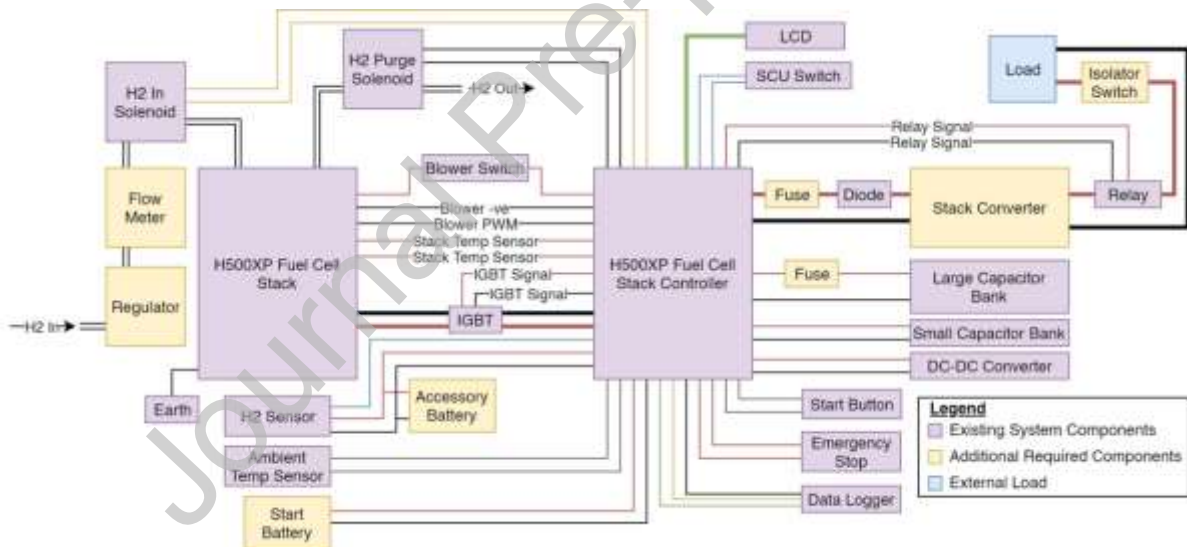 LCD
H2 Purge
Solenoid
H2 In
Solenoid
H2 Out
SCU Switch
Load
Isolator
Switch
Relay Signal
Relay Signal
Blower Switch
Flow
Meter
Fuse
Diode
Stack Converter
Relay
Blower -ve
Blower PWM
Stack Temp Sensor
Stack Temp Sensor
H500XP Fuel Cell
Stack
H500XP Fuel Cell
Stack Controller
IGBT Signal
IGBT Signal
Fuse
Large Capacitor
Bank
Regulator
H2 In
IGBT
Small Capacitor Bank
DC-DC Converter
Earth
H2 Sensor
Accessory
Battery
Start Button
Ambient
Temp Sensor
Emergency
Stop
Start
Battery
Data Logger
Legend
Existing System Components
Additional Required Components
External Load
Journal Pre-